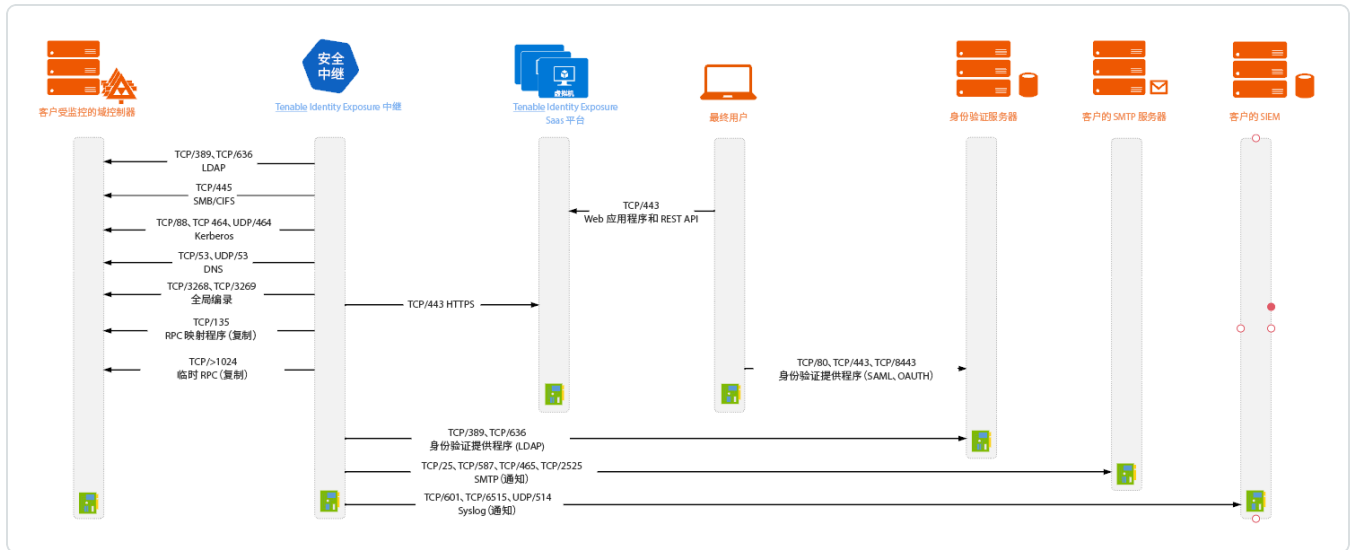 安全
中继
虚拟机
客户受监控的域控制器
Tenable Identity Exposure 中继
Tenable Identity Exposure
Saas 平台
最终用户
身份验证服务器
客户的 SMTP 服务器
客户的 SIEM
TCP/389、TCP/636
LDAP
TCP/445
SMB/CIFS
TCP/88、TCP 464、UDP/464
Kerberos
TCP/53、UDP/53
DNS
TCP/3268、TCP/3269
全局编录
TCP/135
RPC 映射程序（复制）
TCP/>1024
临时 RPC（复制）
TCP/443
Web 应用程序和 REST API
TCP/443 HTTPS
TCP/80、TCP/443、TCP/8443
身份验证提供程序（SAML、OAUTH）
TCP/389、TCP/636
身份验证提供程序 (LDAP)
TCP/25、TCP/587、TCP/465、TCP/2525
SMTP（通知）
TCP/601、TCP/6515、UDP/514
Syslog（通知）